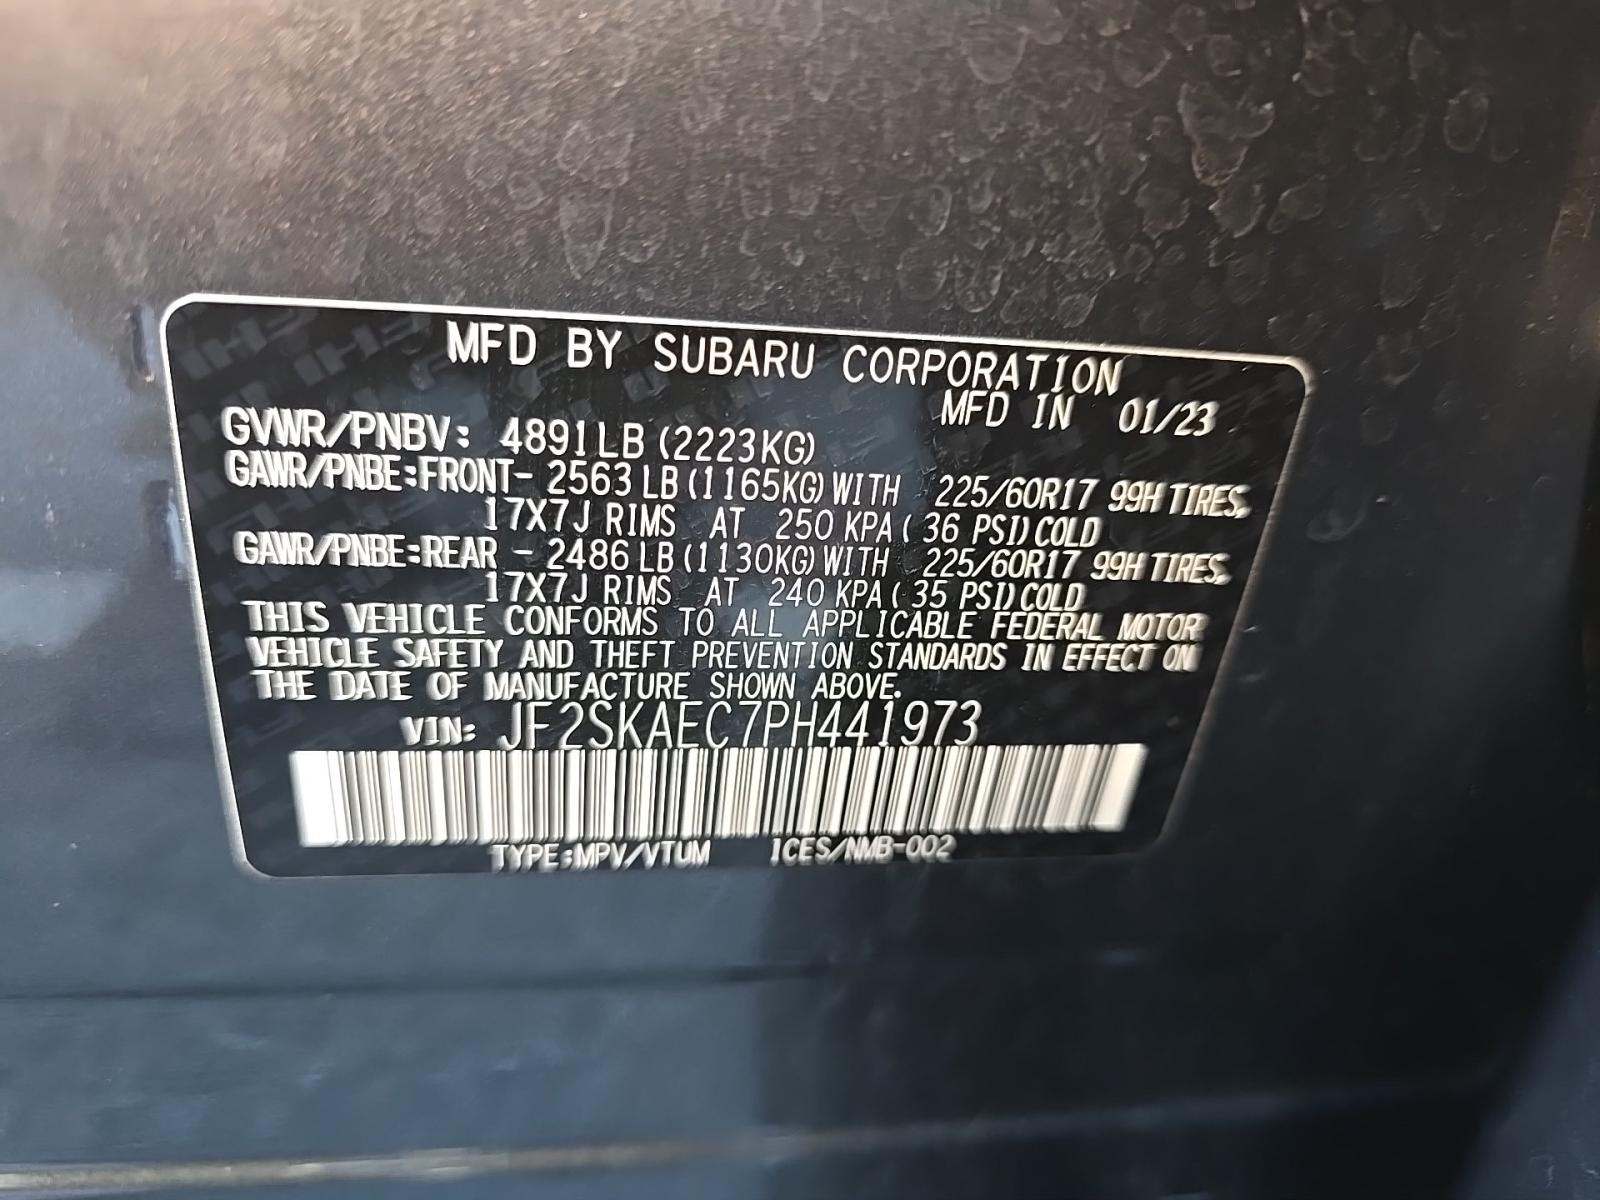 MFD BY SUBARU CORPORATION
MFD IN 01/23
GVWR/PNBV: 4891LB (2223KG)
GAWR/PNBE:FRONT- 2563 LB (1165KG) WITH 225/60R17 99H TIRES,
17X7J RIMS AT 250 KPA ( 36 PSI) COLD
GAWR/PNBE:REAR - 2486 LB (1130KG) WITH 225/60R17 99H TIRES,
17X7J RIMS AT 240 KPA ( 35 PSI) COLD
THIS VEHICLE CONFORMS TO ALL APPLICABLE FEDERAL MOTOR
VEHICLE SAFETY AND THEFT PREVENTION STANDARDS IN EFFECT ON
THE DATE OF MANUFACTURE SHOWN ABOVE.
VIN: JF2SKAEC7PH441973
TYPE:MPV/VTUM ICES/NMB-002